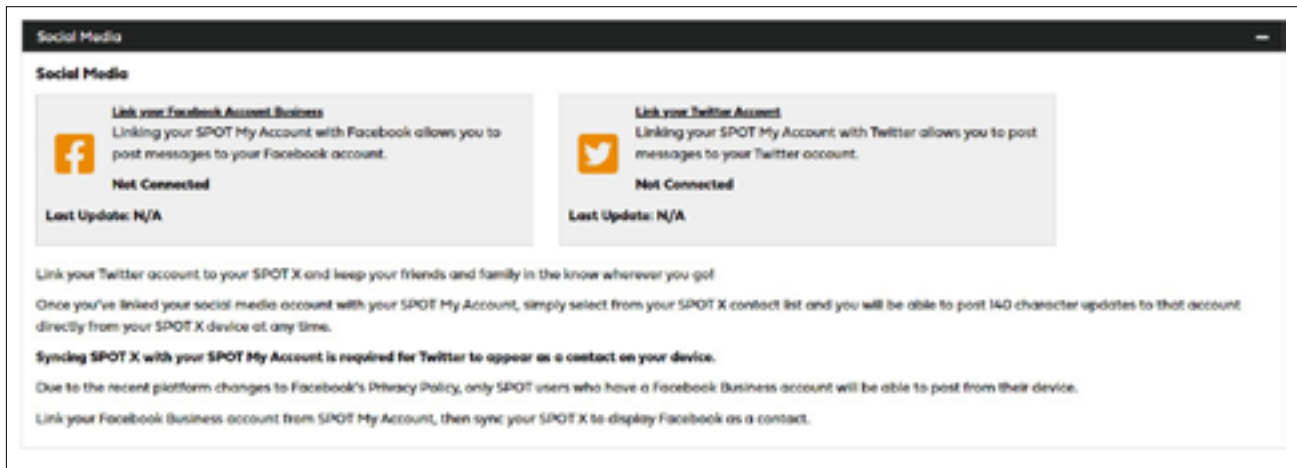 Social Media
Social Media
Link your Facebook Account Business
Linking your SPOT My Account with Facebook allows you to
post messages to your Facebook account.
Not Connected
Last Update: N/A
Link your Twitter Account
Linking your SPOT My Account with Twitter allows you to post
messages to your Twitter account.
Not Connected
Last Update: N/A
Link your Twitter account to your SPOT X and keep your friends and family in the know wherever you go!
Once you've linked your social media account with your SPOT My Account, simply select from your SPOT X contact list and you will be able to post 140 character updates to that account
directly from your SPOT X device at any time.
Syncing SPOT X with your SPOT My Account is required for Twitter to appear as a contact on your device.
Due to the recent platform changes to Facebook's Privacy Policy, only SPOT users who have a Facebook Business account will be able to post from their device.
Link your Facebook Business account from SPOT My Account, then sync your SPOT X to display Facebook as a contact.